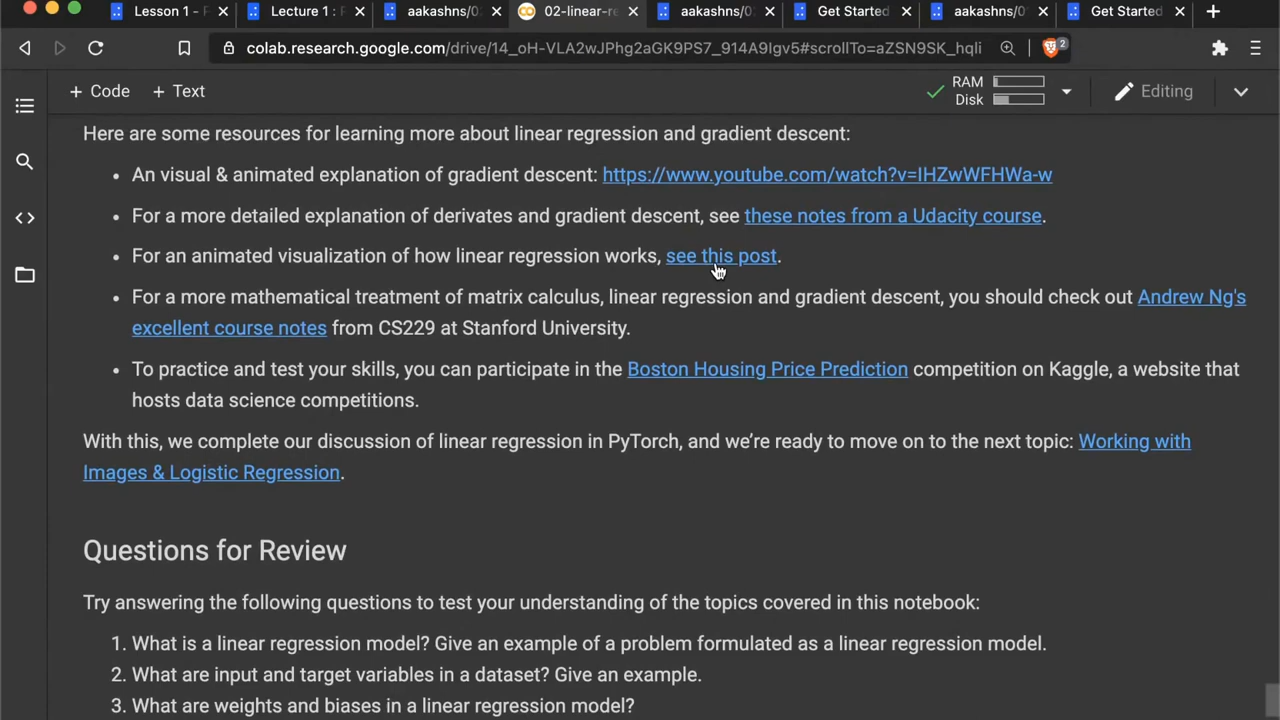 Lesson 1 - P
Lecture 1 : F
aakashns/02
02-linear-re
aakashns/03
Get Started
aakashns/01
Get Started
colab.research.google.com/drive/14_oH-VLA2wJPhg2aGK9PS7_914A9Igv5#scrollTo=aZSN9SK_hqli
2
+ Code + Text
RAM
Disk
Editing
Here are some resources for learning more about linear regression and gradient descent:
• An visual & animated explanation of gradient descent: https://www.youtube.com/watch?v=IHZwWFHWa-w
• For a more detailed explanation of derivates and gradient descent, see these notes from a Udacity course.
• For an animated visualization of how linear regression works, see this post.
• For a more mathematical treatment of matrix calculus, linear regression and gradient descent, you should check out Andrew Ng's
excellent course notes from CS229 at Stanford University.
• To practice and test your skills, you can participate in the Boston Housing Price Prediction competition on Kaggle, a website that
hosts data science competitions.
With this, we complete our discussion of linear regression in PyTorch, and we’re ready to move on to the next topic: Working with
Images & Logistic Regression.
Questions for Review
Try answering the following questions to test your understanding of the topics covered in this notebook:
1. What is a linear regression model? Give an example of a problem formulated as a linear regression model.
2. What are input and target variables in a dataset? Give an example.
3. What are weights and biases in a linear regression model?